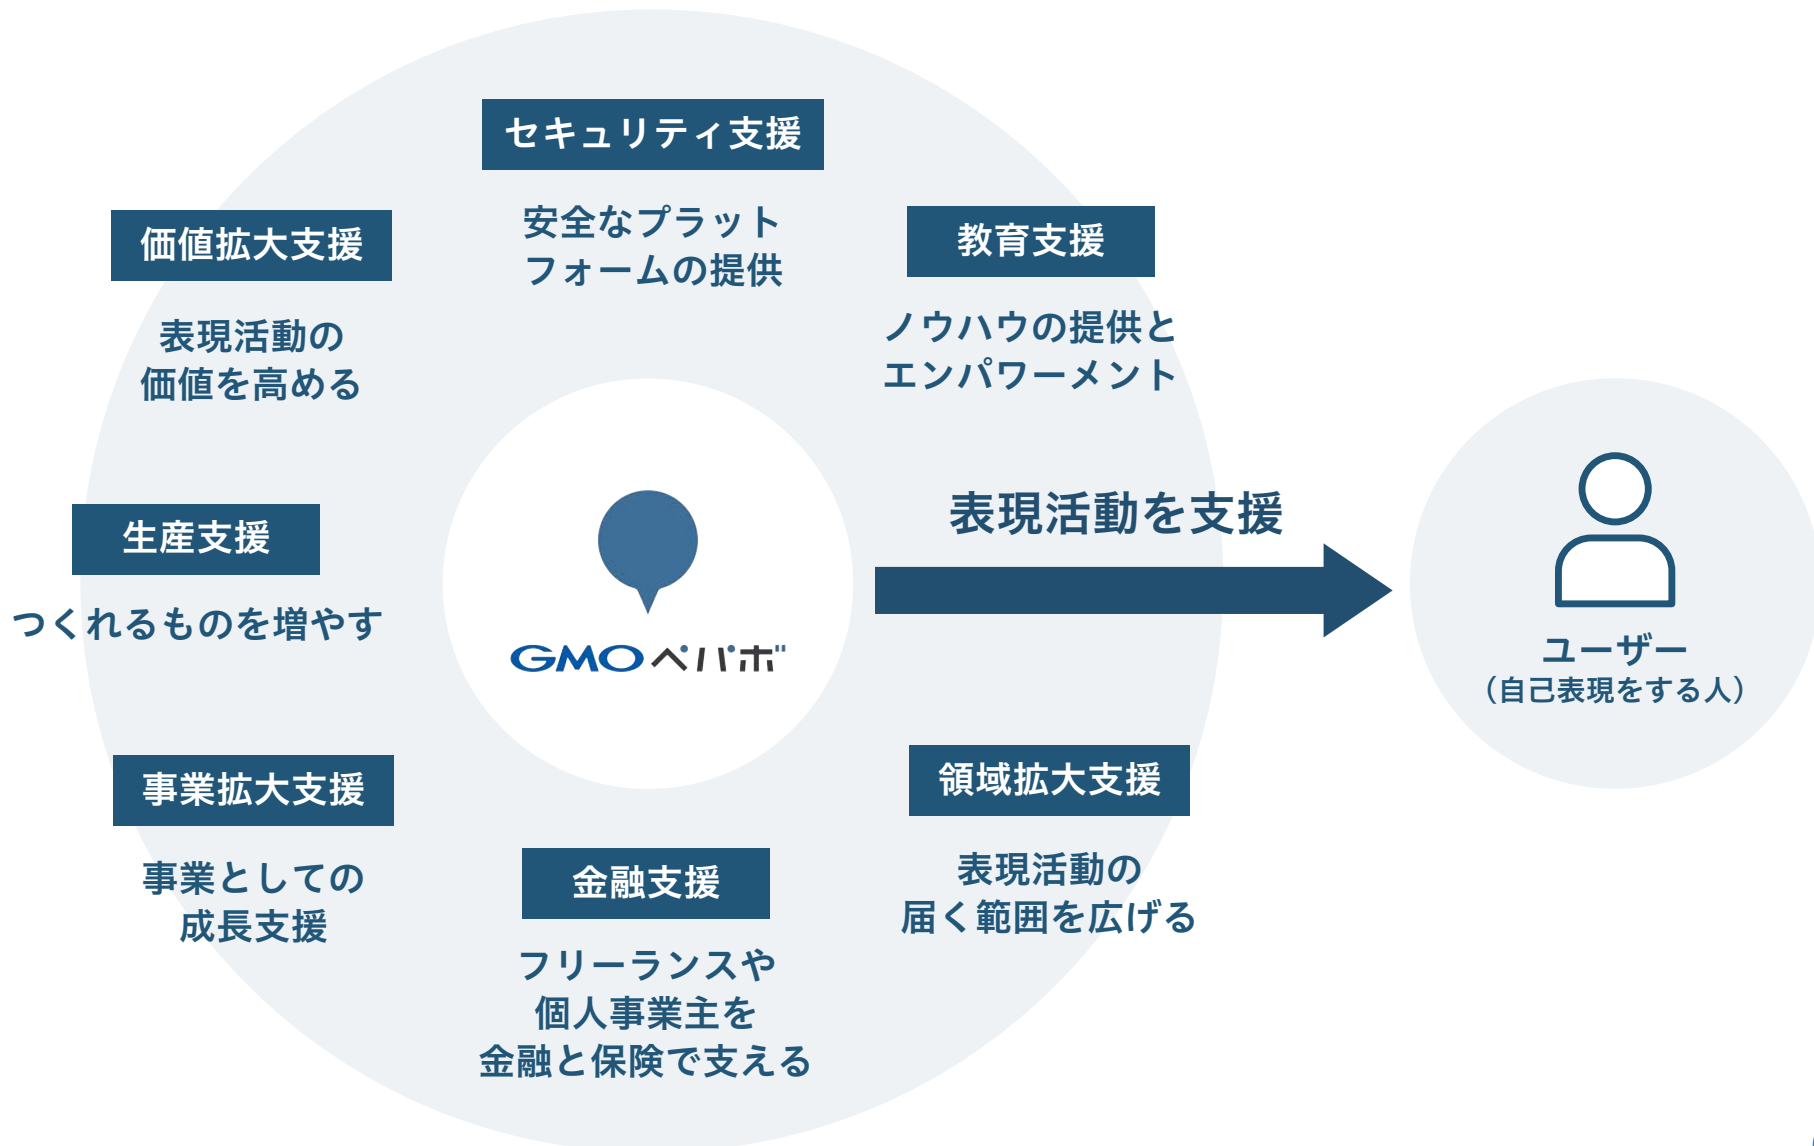 セキュリティ支援
安全なプラット
フォームの提供
価値拡大支援
表現活動の
価値を高める
教育支援
ノウハウの提供と
エンパワーメント
生産支援
つくれるものを増やす
GMOペパボ
表現活動を支援
ユーザー
（自己表現をする人）
事業拡大支援
事業としての
成長支援
金融支援
フリーランスや
個人事業主を
金融と保険で支える
領域拡大支援
表現活動の
届く範囲を広げる